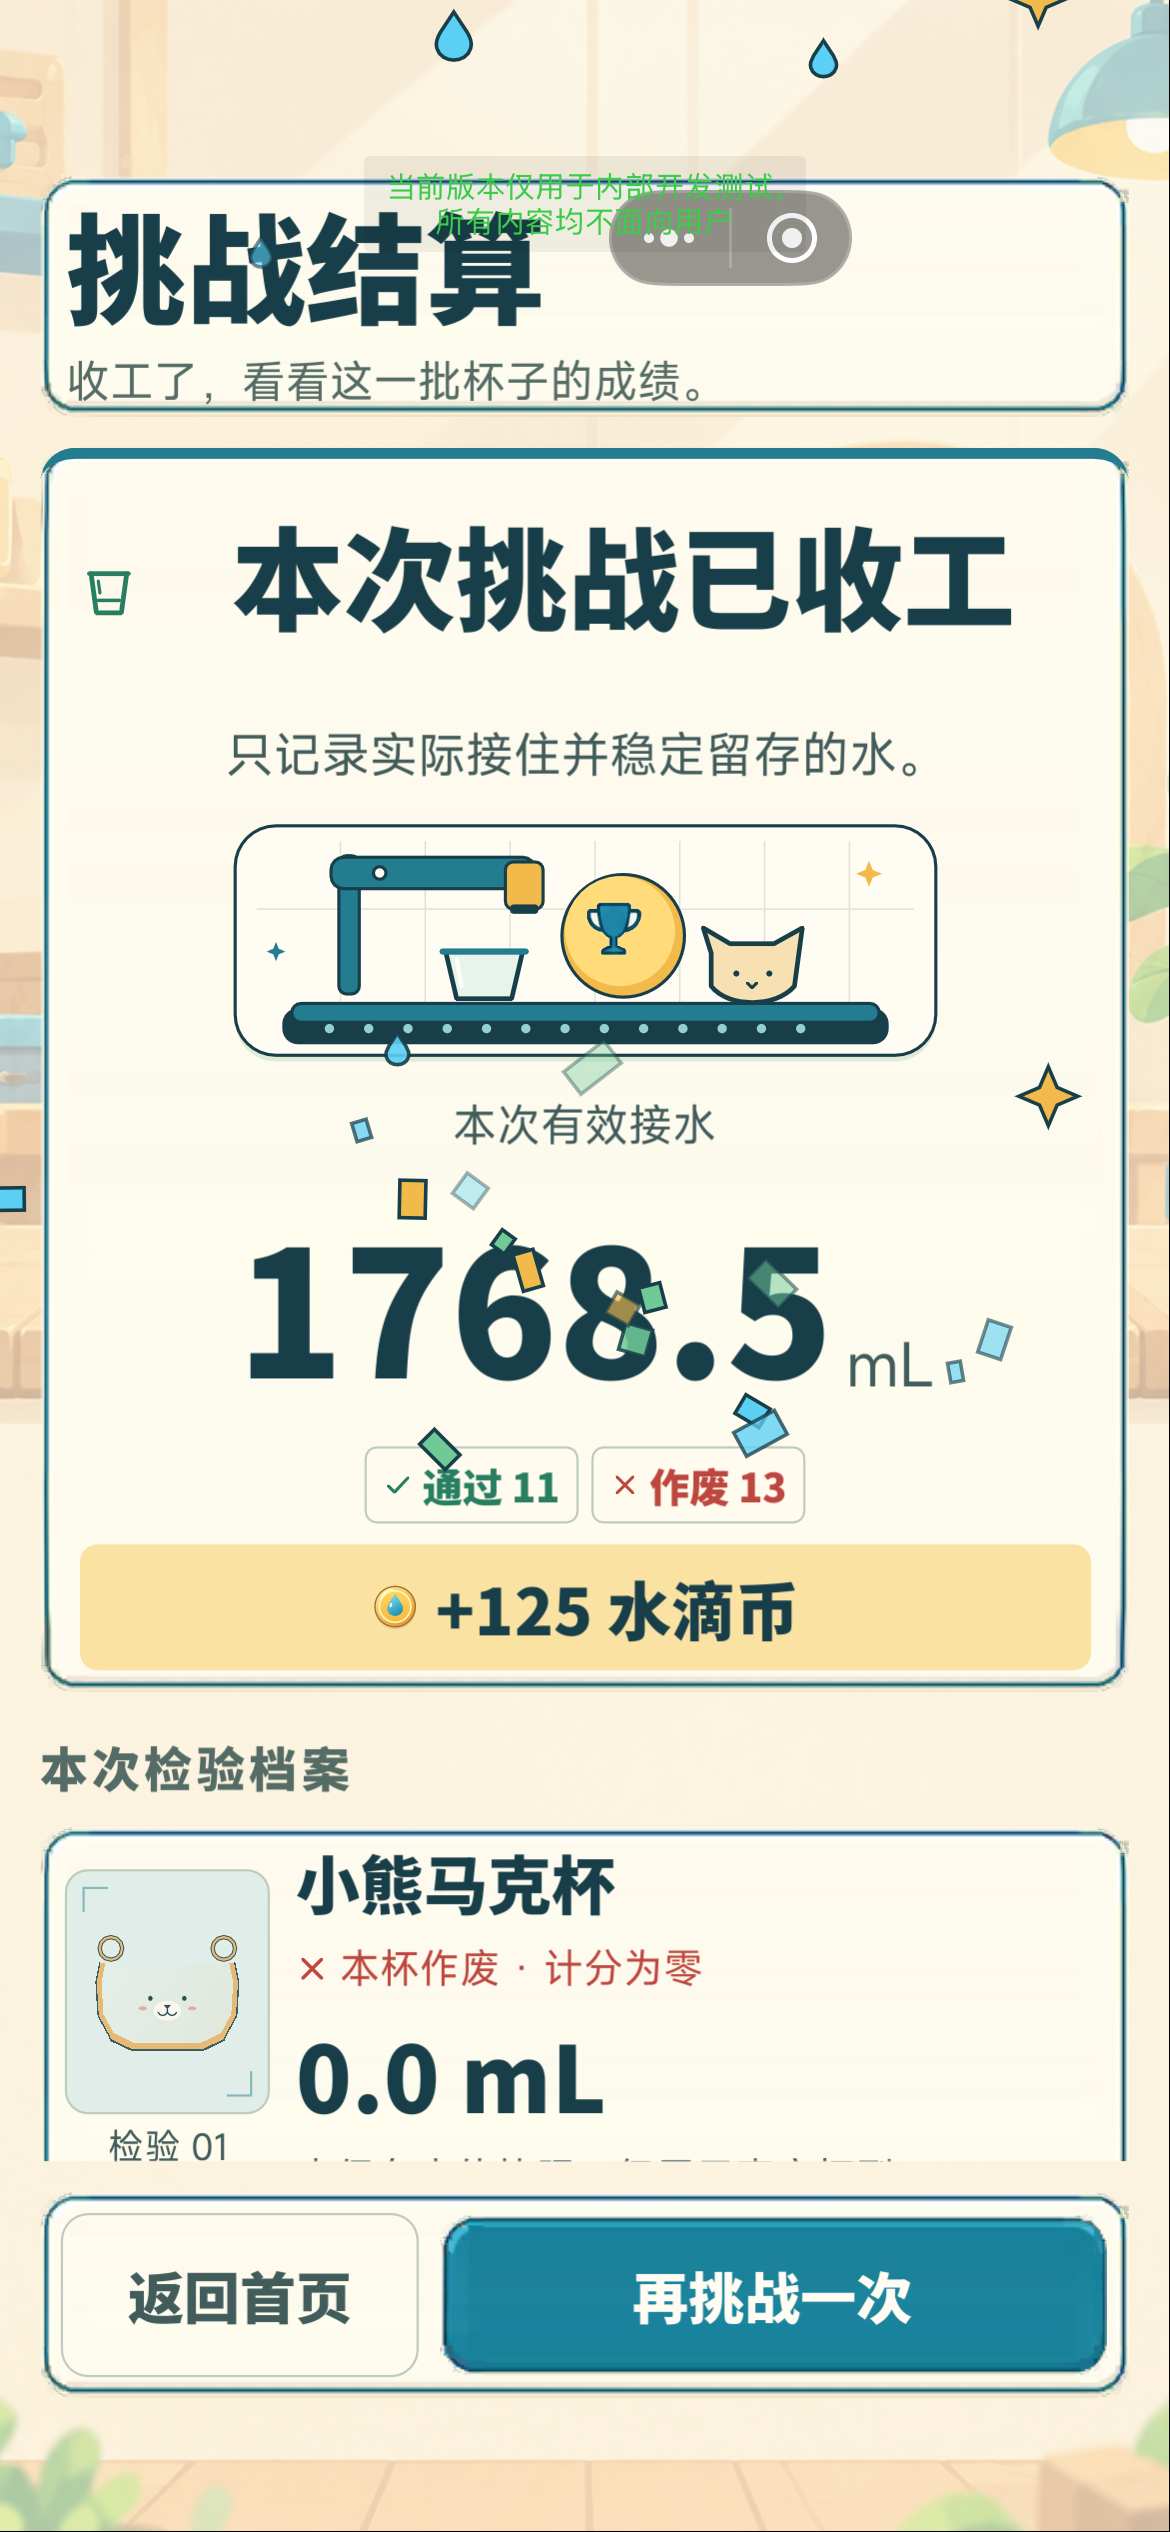 当前版本仅用于内部开发测试,
所有内容均不面向用户
挑战结算
收工了，看看这一批杯子的成绩。
本次挑战已收工
只记录实际接住并稳定留存的水。
本次有效接水
1768.5 mL
通过 11
作废 13
+125 水滴币
本次检验档案
小熊马克杯
本杯作废 · 计分为零
0.0 mL
检验 01
返回首页
再挑战一次